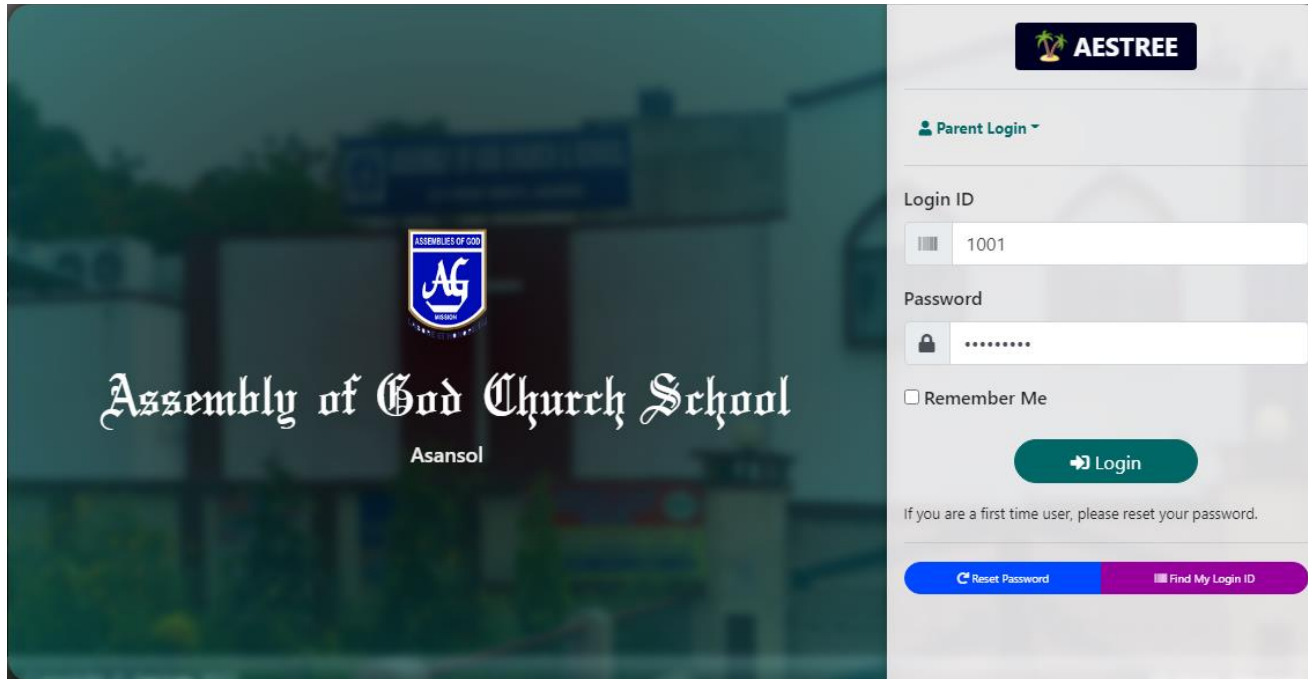 ASSEMBLIES OF GOD
AG
MISSION
Assembly of God Church School
Asansol
AESTREE
Parent Login
Login ID
1001
Password
•••••••••
Remember Me
Login
If you are a first time user, please reset your password.
Reset Password
Find My Login ID